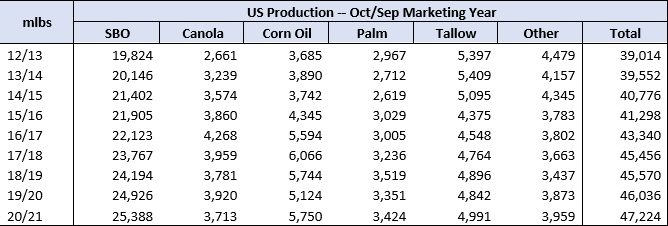 mlbs US Production -- Oct/Sep Marketing Year
SBO Canola Corn Oil Palm Tallow Other Total
12/13 19,824 2,661 3,685 2,967 5,397 4,479 39,014
13/14 20,146 3,239 3,890 2,712 5,409 4,157 39,552
14/15 21,402 3,574 3,742 2,619 5,095 4,345 40,776
15/16 21,905 3,860 4,345 3,029 4,375 3,783 41,298
16/17 22,123 4,268 5,594 3,005 4,548 3,802 43,340
17/18 23,767 3,959 6,066 3,236 4,764 3,663 45,456
18/19 24,194 3,781 5,744 3,519 4,896 3,437 45,570
19/20 24,926 3,920 5,124 3,351 4,842 3,873 46,036
20/21 25,388 3,713 5,750 3,424 4,991 3,959 47,224